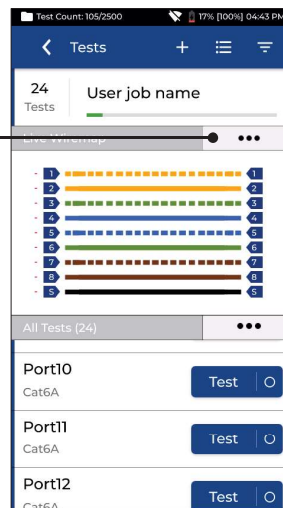 Test Count: 105/2500 17% [100%] 04:43 PM
Tests
24 User job name
Tests
Live Wiremap
- 1 1
- 2 2
- 3 3
- 4 4
- 5 5
- 6 6
- 7 7
- 8 8
- S S
All Tests (24)
Port10
Cat6A
Test
Port11
Cat6A
Test
Port12
Cat6A
Test